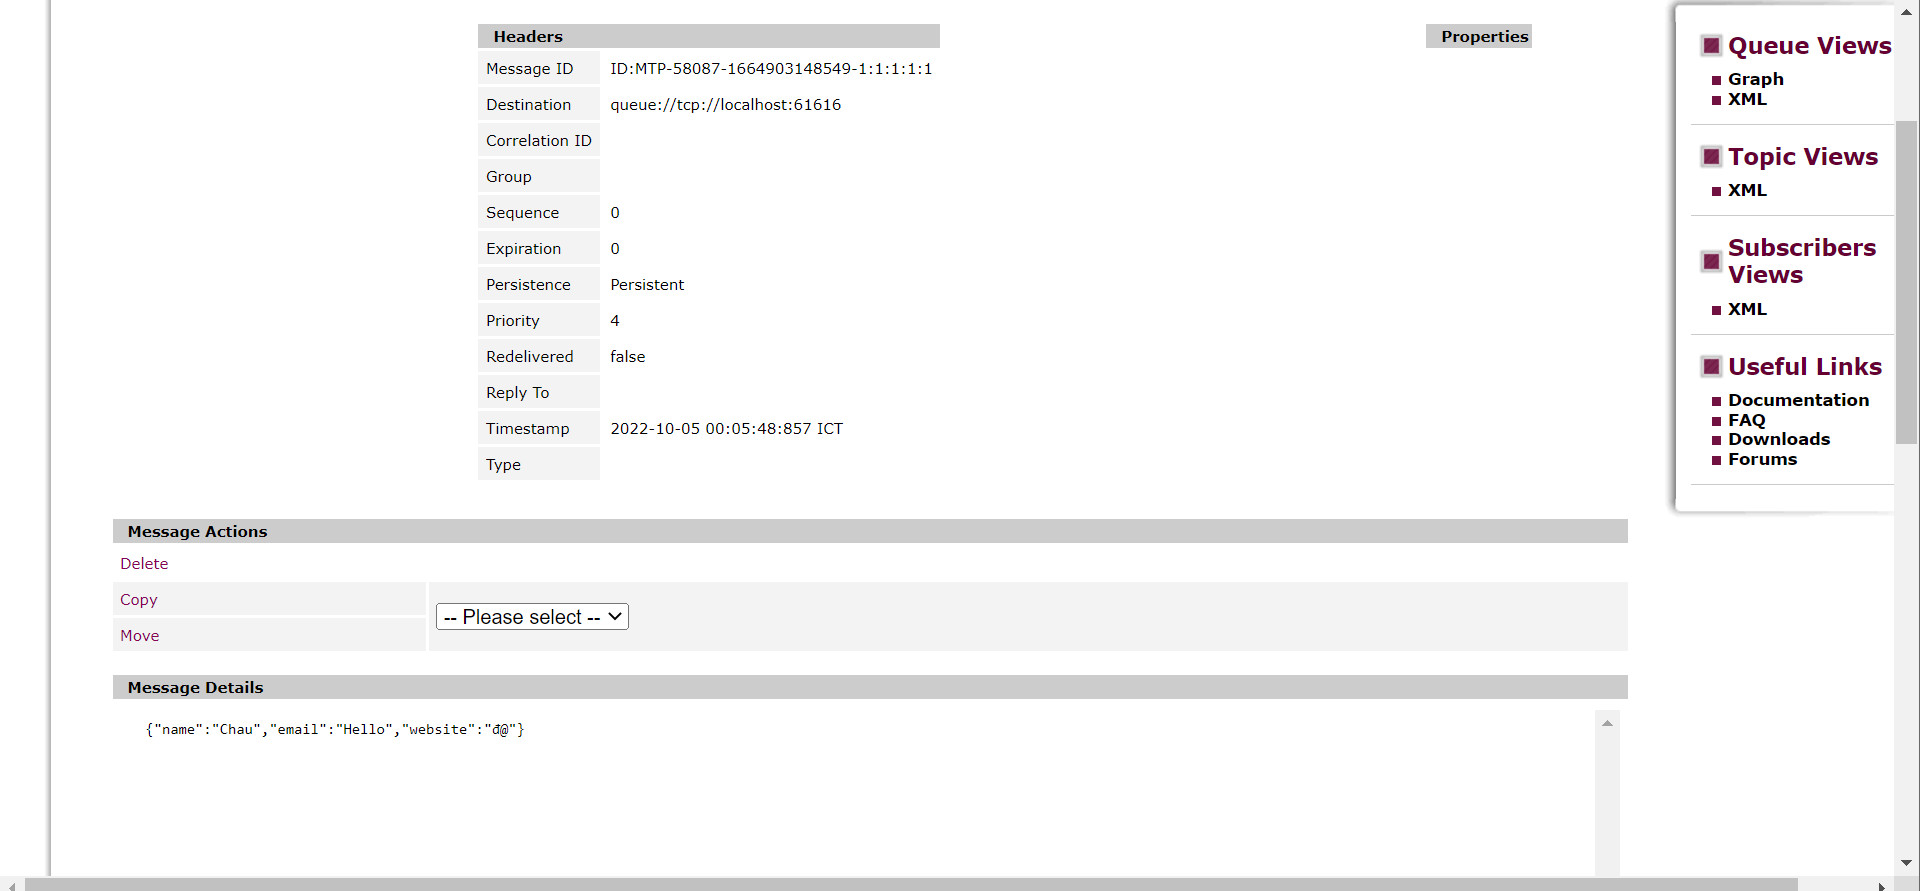 Headers
Message ID ID:MTP-58087-1664903148549-1:1:1:1:1
Destination queue://tcp://localhost:61616
Correlation ID
Group
Sequence 0
Expiration 0
Persistence Persistent
Priority 4
Redelivered false
Reply To
Timestamp 2022-10-05 00:05:48:857 ICT
Type
Properties
Message Actions
Delete
Copy
Move
-- Please select --
Message Details
{"name":"Chau","email":"Hello","website":"đ@"}
Queue Views
Graph
XML
Topic Views
XML
Subscribers
Views
XML
Useful Links
Documentation
FAQ
Downloads
Forums